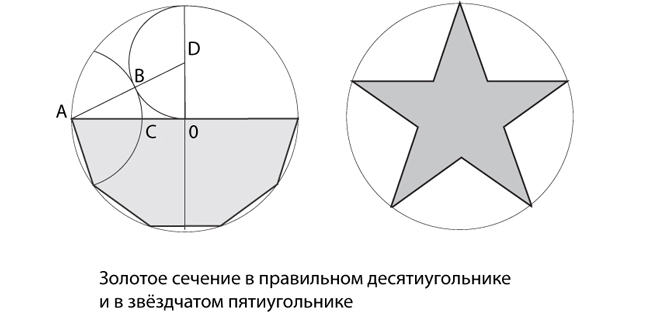 D
B
A
C
0
Золотое сечение в правильном десятиугольнике
и в звёздчатом пятиугольнике